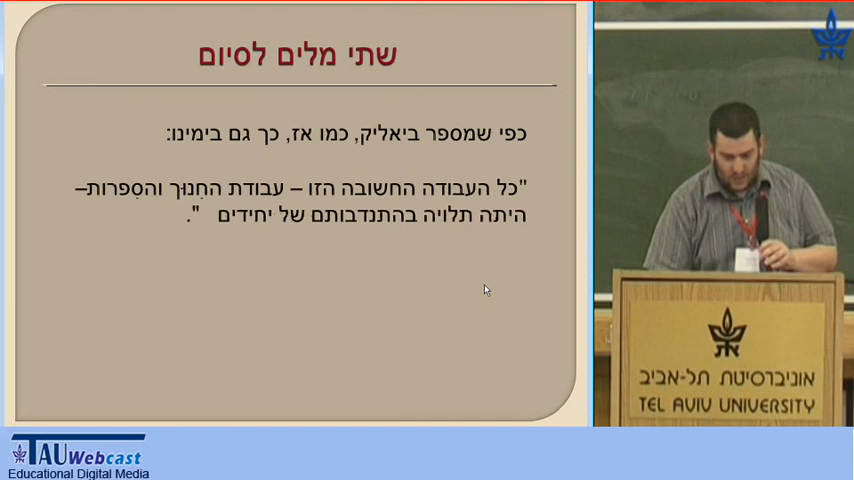 שתי מלים לסיום
כפי שמספר ביאליק, כמו אז, כך גם בימינו:
"כל העבודה החשובה הזו – עבודת החִנוּך והסִפרות–
היתה תלויה בהתנדבותם של יחידים ".
אוניברסיטת תל-אביב
TEL AVIV UNIVERSITY
TAU Webcast
Educational Digital Media